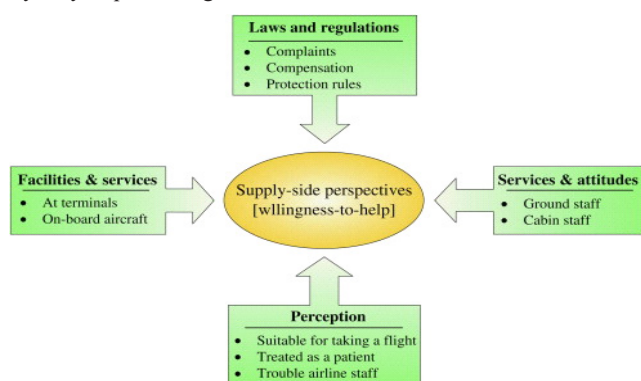 Laws and regulations
• Complaints
• Compensation
• Protection rules
Facilities & services
• At terminals
• On-board aircraft
Supply-side perspectives
[wllingness-to-help]
Services & attitudes
• Ground staff
• Cabin staff
Perception
• Suitable for taking a flight
• Treated as a patient
• Trouble airline staff